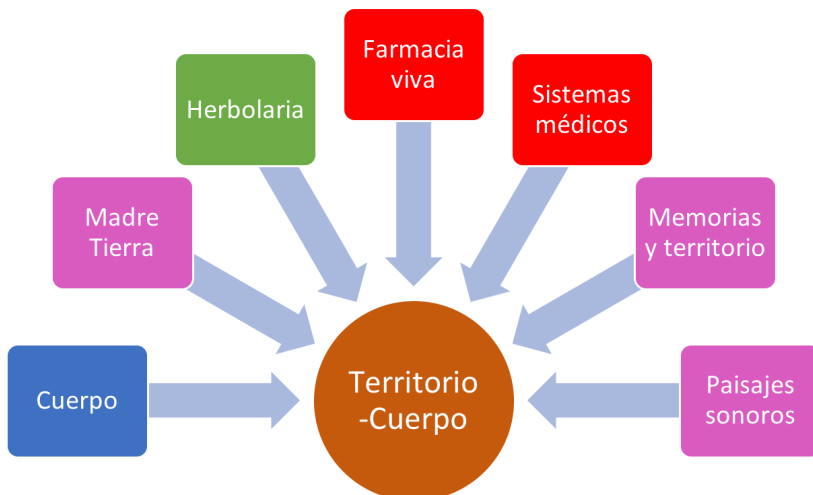 Farmacia
viva
Herbolaria
Sistemas
médicos
Madre
Tierra
Memorias
y territorio
Cuerpo
Territorio
-Cuerpo
Paisajes
sonoros